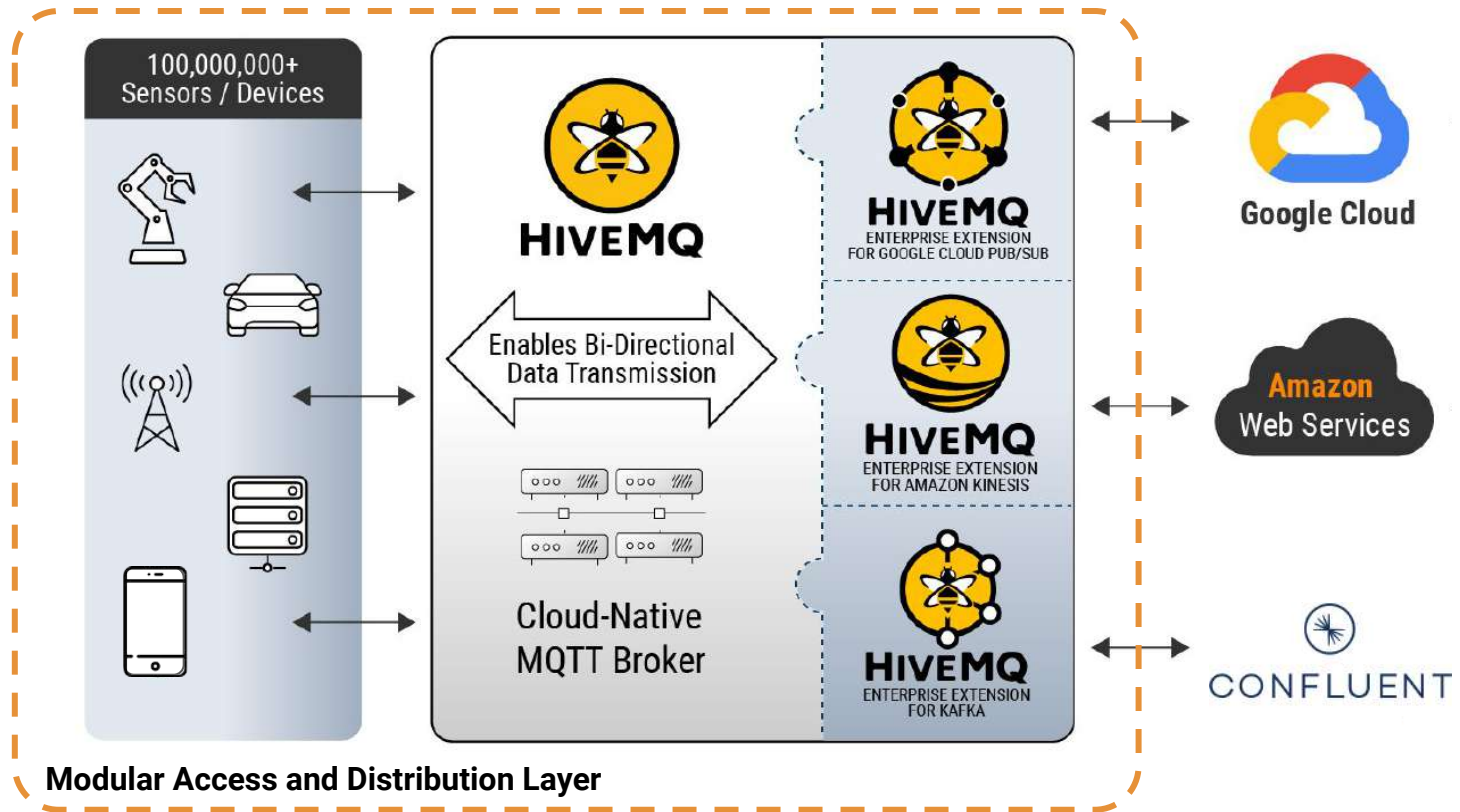 100,000,000+
Sensors / Devices
HIVEMQ
Enables Bi-Directional
Data Transmission
Cloud-Native
MQTT Broker
HIVEMQ
ENTERPRISE EXTENSION
FOR GOOGLE CLOUD PUB/SUB
HIVEMQ
ENTERPRISE EXTENSION
FOR AMAZON KINESIS
HIVEMQ
ENTERPRISE EXTENSION
FOR KAFKA
Google Cloud
Amazon
Web Services
CONFLUENT
Modular Access and Distribution Layer